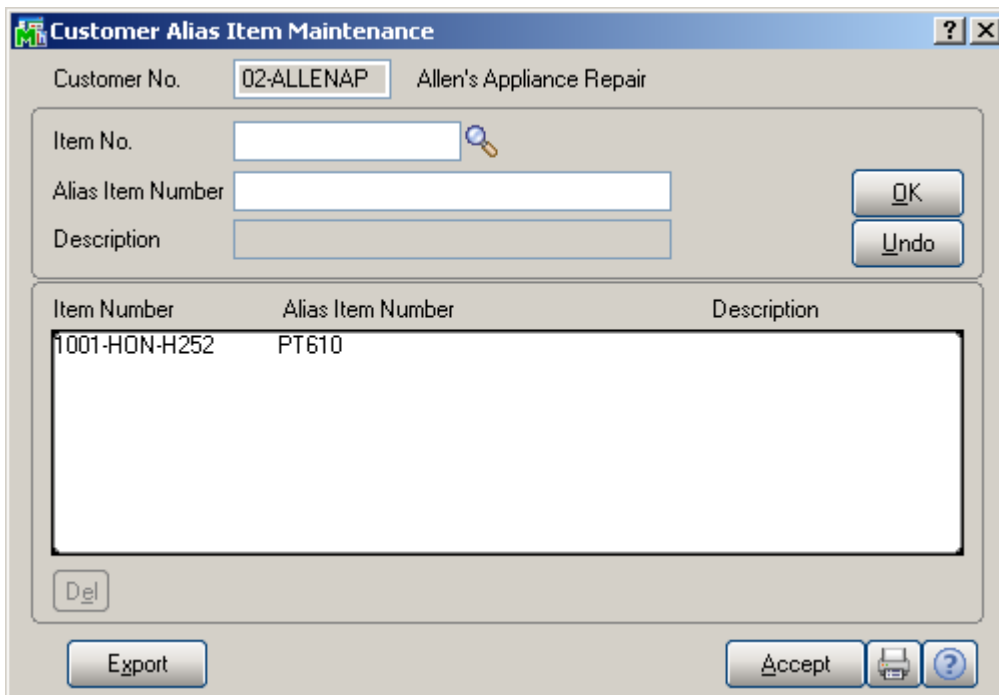 Customer Alias Item Maintenance
Customer No. 02-ALLENAP Allen's Appliance Repair
Item No.
Alias Item Number
OK
Description
Undo
Item Number Alias Item Number Description
1001-HON-H252 PT610
Del
Export Accept